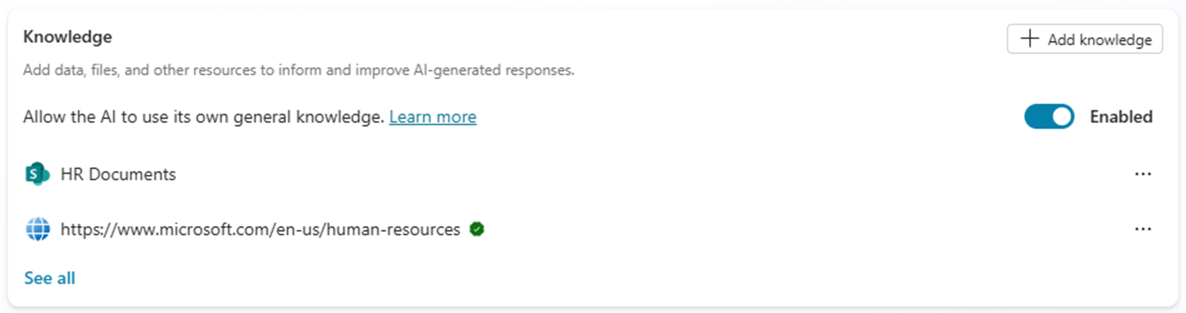 Knowledge
+ Add knowledge
Add data, files, and other resources to inform and improve AI-generated responses.
Allow the AI to use its own general knowledge. Learn more
Enabled
S
HR Documents
...
https://www.microsoft.com/en-us/human-resources
...
See all